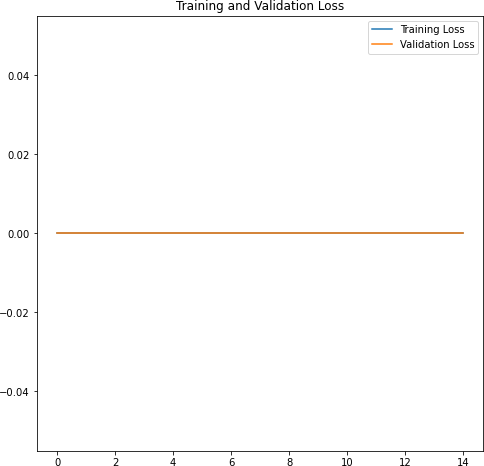 Training and Validation Loss
Training Loss
Validation Loss
0.04
0.02
0.00
−0.02
−0.04
0 2 4 6 8 10 12 14